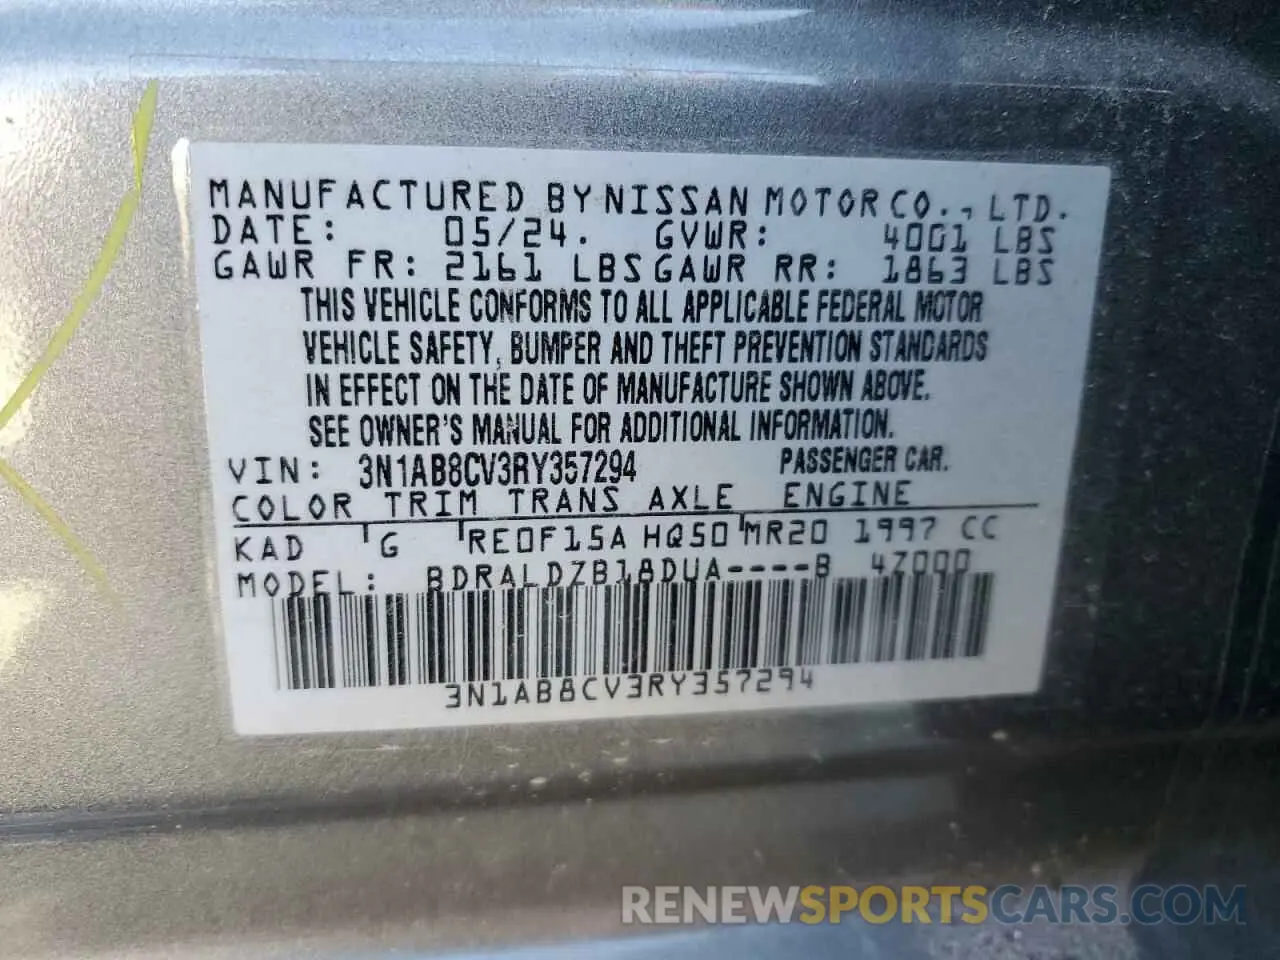 MANUFACTURED BY NISSAN MOTOR CO., LTD.
DATE: 05/24. GVWR: 4001 LBS
GAWR FR: 2161 LBS GAWR RR: 1863 LBS
THIS VEHICLE CONFORMS TO ALL APPLICABLE FEDERAL MOTOR
VEHICLE SAFETY, BUMPER AND THEFT PREVENTION STANDARDS
IN EFFECT ON THE DATE OF MANUFACTURE SHOWN ABOVE.
SEE OWNER'S MANUAL FOR ADDITIONAL INFORMATION.
VIN: 3N1AB8CV3RY357294 PASSENGER CAR.
COLOR TRIM TRANS AXLE ENGINE
KAD G RE0F15A HQ50 MR20 1997 CC
MODEL: BDRALDZB18DUA----B 47000
3N1AB8CV3RY357294
RENEWSPORTSCARS.COM